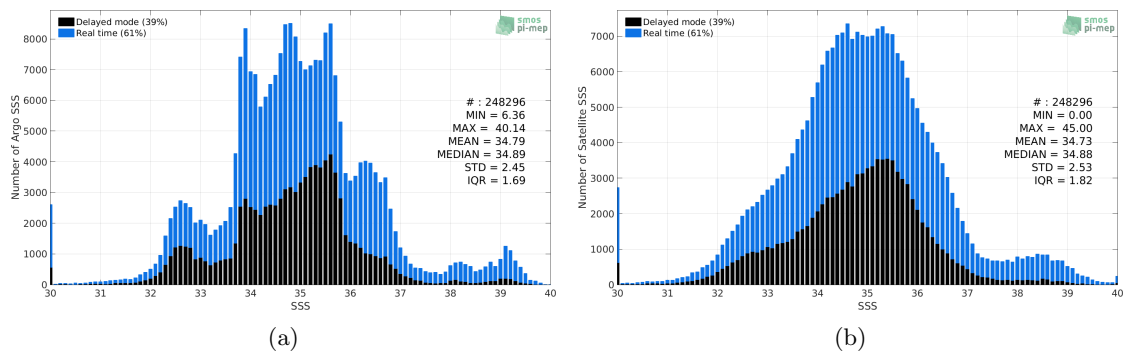 Delayed mode (39%)
Real time (61%)
smos
pi-mep
8000
7000
6000
5000
4000
3000
2000
1000
0
Number of Argo SSS
# : 248296
MIN = 6.36
MAX = 40.14
MEAN = 34.79
MEDIAN = 34.89
STD = 2.45
IQR = 1.69
30 31 32 33 34 35 36 37 38 39 40
SSS
(a)
Delayed mode (39%)
Real time (61%)
smos
pi-mep
7000
6000
5000
4000
3000
2000
1000
0
Number of Satellite SSS
# : 248296
MIN = 0.00
MAX = 45.00
MEAN = 34.73
MEDIAN = 34.88
STD = 2.53
IQR = 1.82
30 31 32 33 34 35 36 37 38 39 40
SSS
(b)